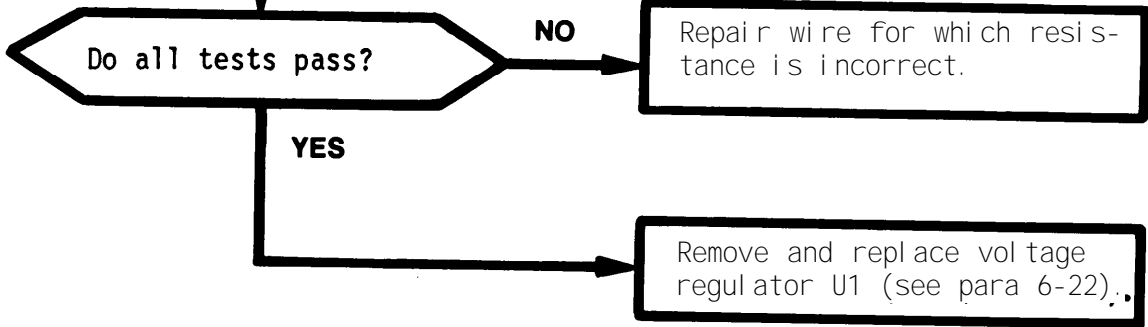 Do all tests pass?
NO
Repair wire for which resis-
tance is incorrect.
YES
Remove and replace voltage
regulator U1 (see para 6-22).